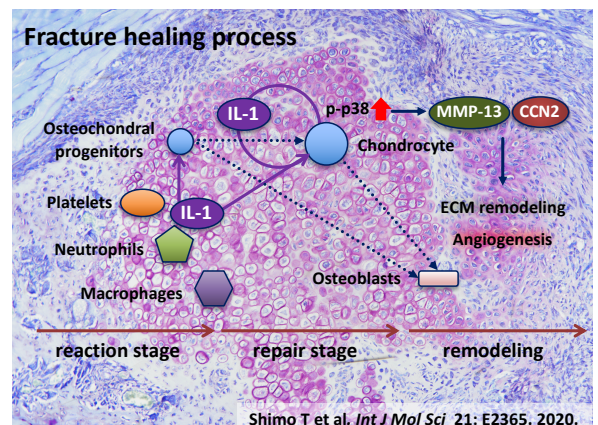 Fracture healing process
IL-1
p-p38
MMP-13
CCN2
Osteochondral
progenitors
Chondrocyte
Platelets
IL-1
ECM remodeling
Angiogenesis
Neutrophils
Macrophages
Osteoblasts
reaction stage
repair stage
remodeling
Shimo T et al. Int J Mol Sci 21: E2365, 2020.